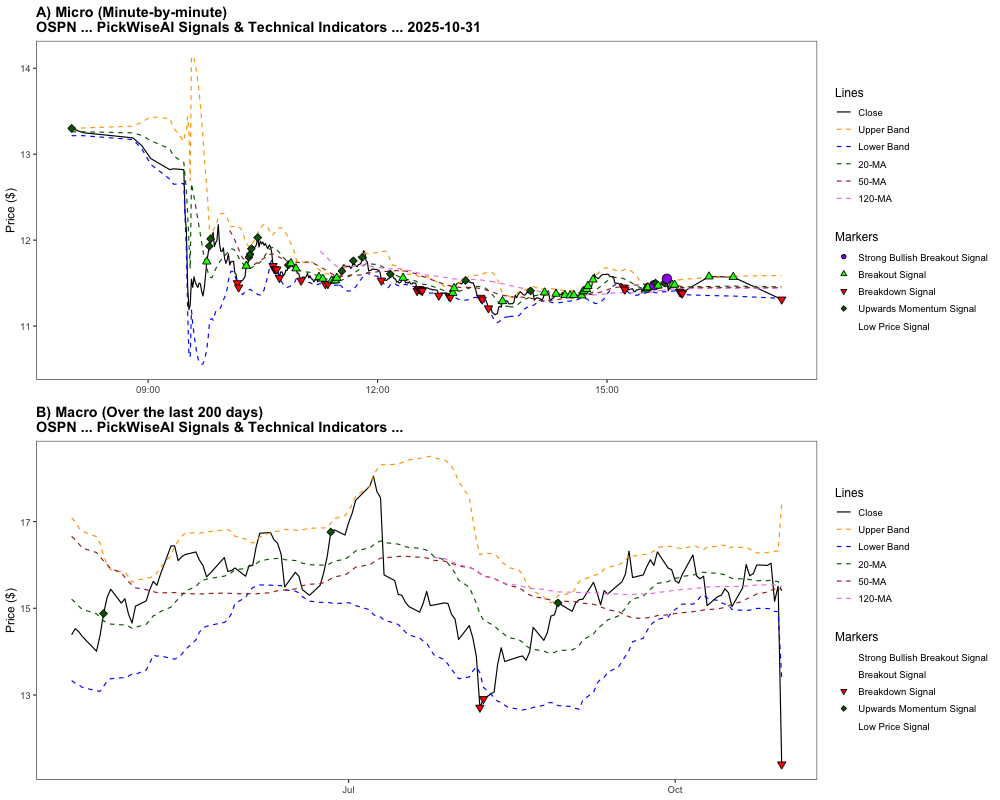 A) Micro (Minute-by-minute)
OSPN ... PickWiseAI Signals & Technical Indicators ... 2025-10-31
Price ($)
14
13
12
11
09:00
12:00
15:00
Lines
Close
Upper Band
Lower Band
20-MA
50-MA
120-MA
Markers
Strong Bullish Breakout Signal
Breakout Signal
Breakdown Signal
Upwards Momentum Signal
Low Price Signal
B) Macro (Over the last 200 days)
OSPN ... PickWiseAI Signals & Technical Indicators ...
Price ($)
17
15
13
Jul
Oct
Lines
Close
Upper Band
Lower Band
20-MA
50-MA
120-MA
Markers
Strong Bullish Breakout Signal
Breakout Signal
Breakdown Signal
Upwards Momentum Signal
Low Price Signal